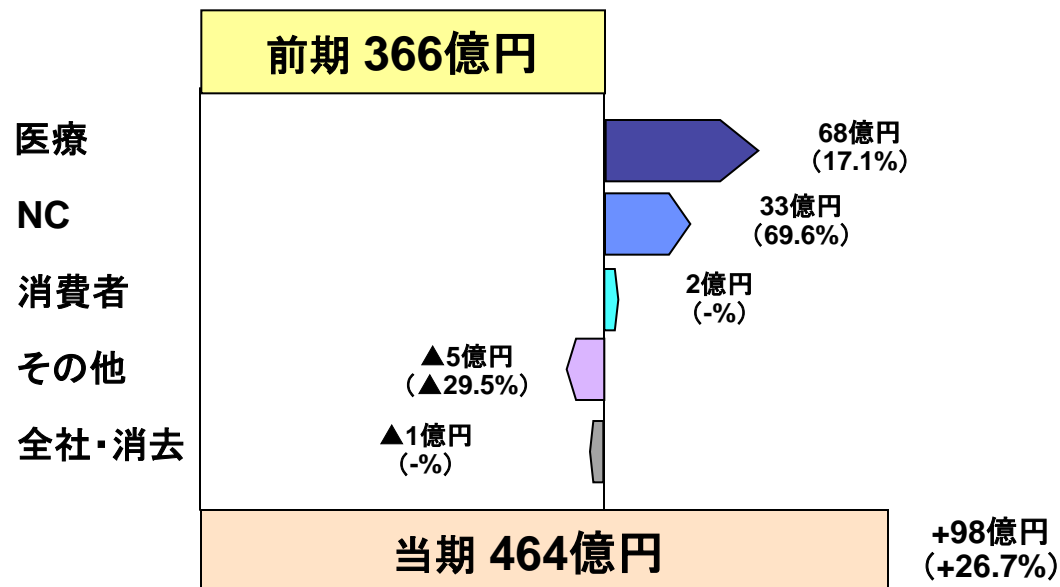 前期 366億円
医療
68億円
(17.1%)
NC
33億円
(69.6%)
消費者
2億円
(-%)
その他
▲5億円
(▲29.5%)
全社・消去
▲1億円
(-%)
当期 464億円
+98億円
(+26.7%)